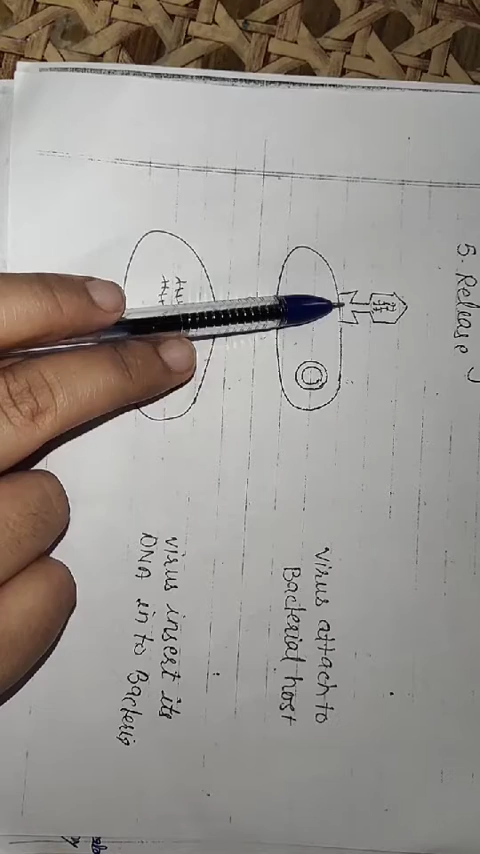 5. Release
Virus attach to
Bacterial host
Virus insert its
DNA in to Bacteria